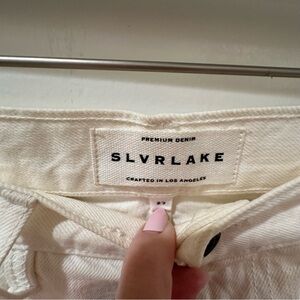 PREMIUM DENIM
SLVRLAKE
CRAFTED IN LOS ANGELES